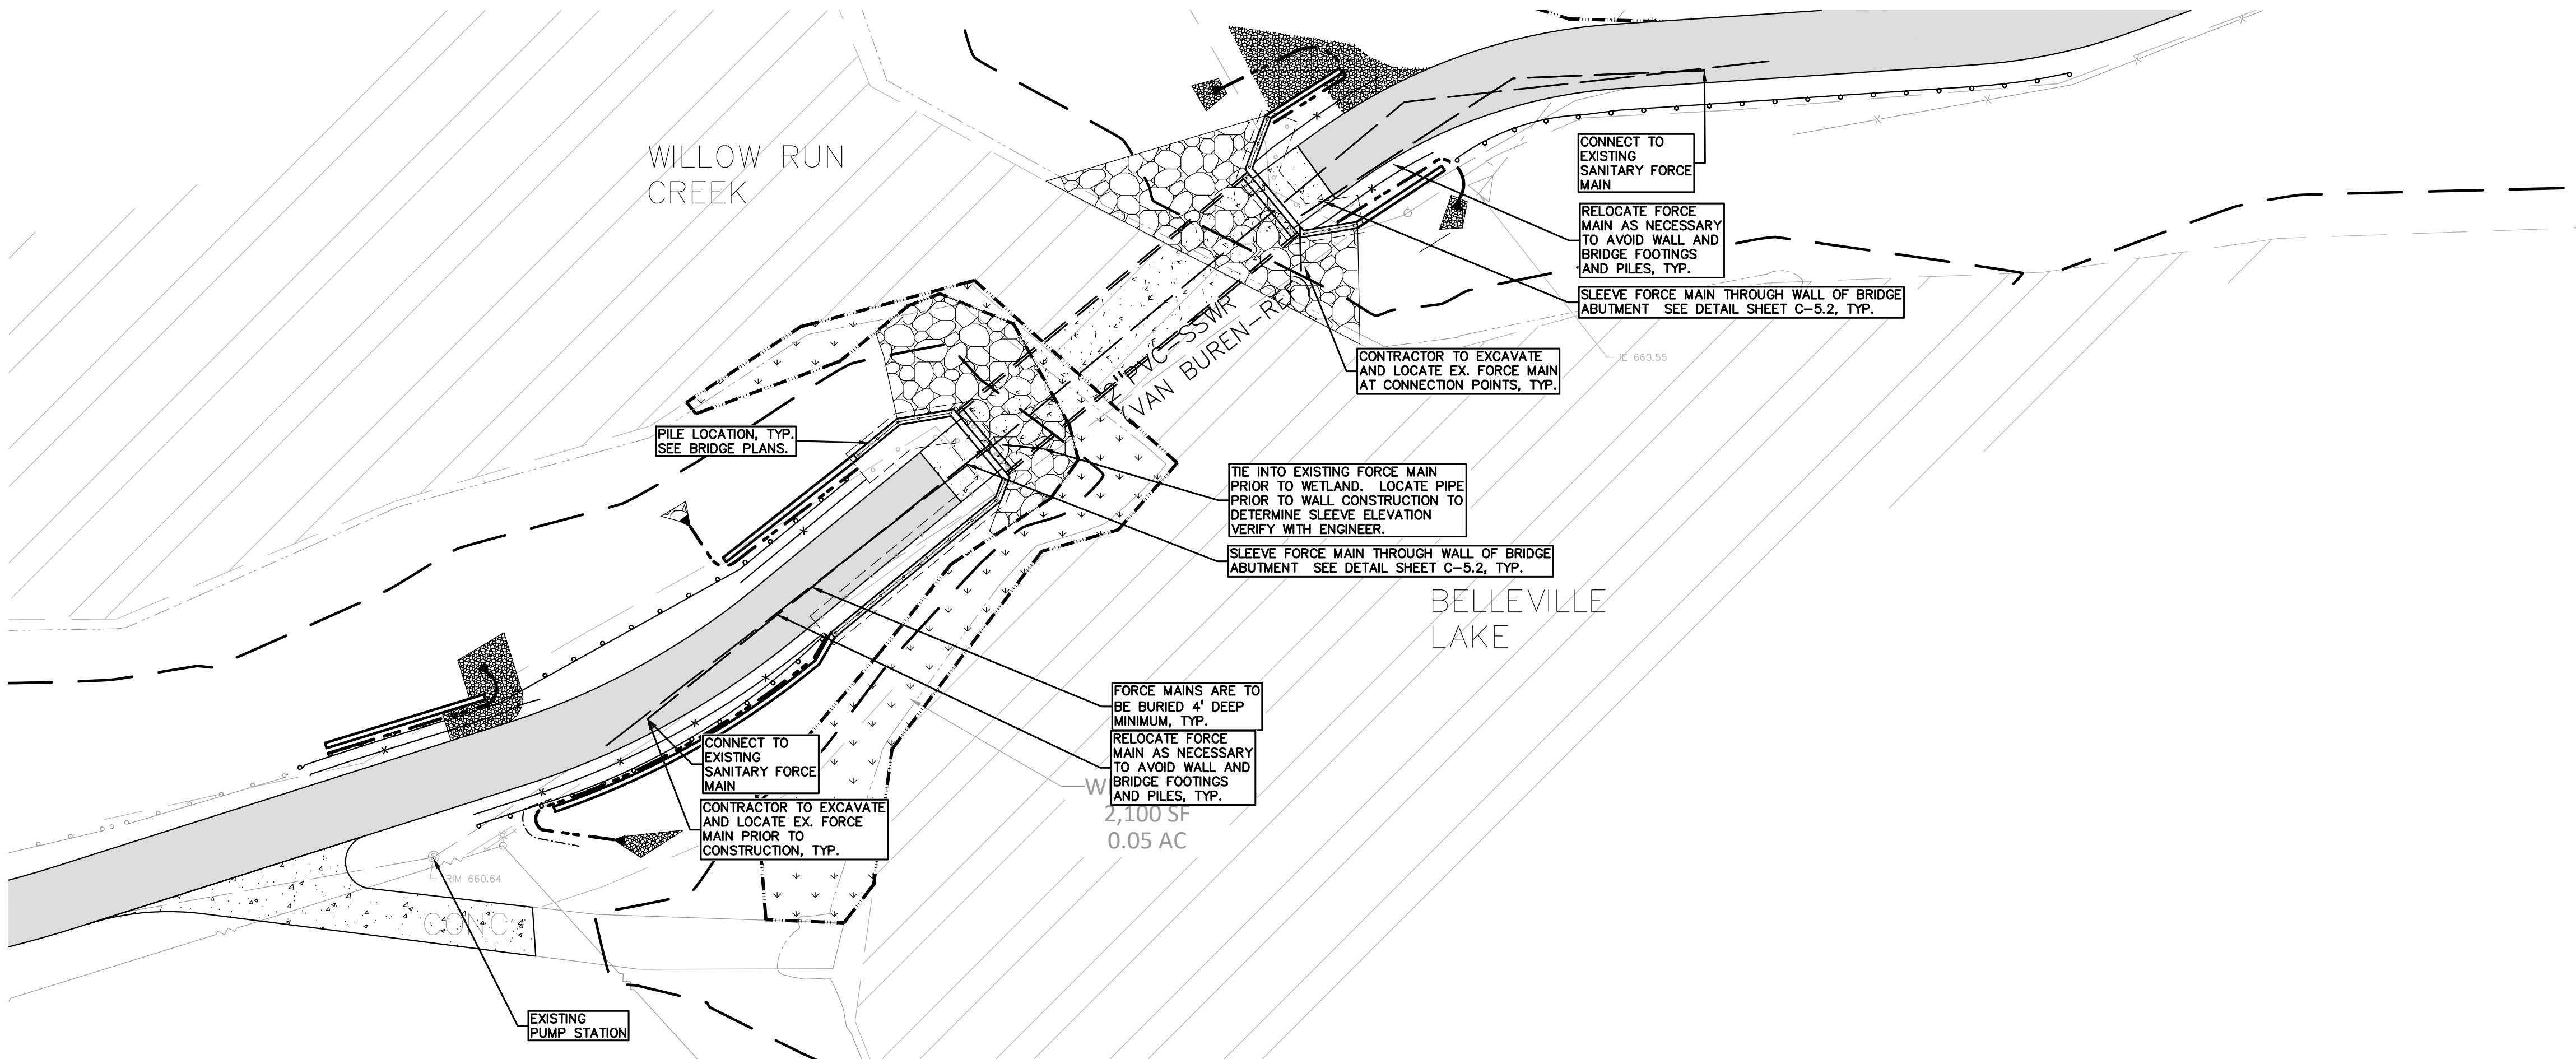 WILLOW RUN
CREEK
CONNECT TO
EXISTING
SANITARY FORCE
MAIN
RELOCATE FORCE
MAIN AS NECESSARY
TO AVOID WALL AND
BRIDGE FOOTINGS
AND PILES, TYP.
SLEEVE FORCE MAIN THROUGH WALL OF BRIDGE
ABUTMENT SEE DETAIL SHEET C-5.2, TYP.
IE 660.55
CONTRACTOR TO EXCAVATE
AND LOCATE EX. FORCE MAIN
AT CONNECTION POINTS, TYP.
PVC-SSWR
(VAN BUREN-
PILE LOCATION, TYP.
SEE BRIDGE PLANS.
TIE INTO EXISTING FORCE MAIN
PRIOR TO WETLAND. LOCATE PIPE
PRIOR TO WALL CONSTRUCTION TO
DETERMINE SLEEVE ELEVATION
VERIFY WITH ENGINEER.
SLEEVE FORCE MAIN THROUGH WALL OF BRIDGE
ABUTMENT SEE DETAIL SHEET C-5.2, TYP.
BELLEVILLE
LAKE
FORCE MAINS ARE TO
BE BURIED 4' DEEP
MINIMUM, TYP.
RELOCATE FORCE
MAIN AS NECESSARY
TO AVOID WALL AND
BRIDGE FOOTINGS
AND PILES, TYP.
2,100 SF
0.05 AC
CONNECT TO
EXISTING
SANITARY FORCE
MAIN
CONTRACTOR TO EXCAVATE
AND LOCATE EX. FORCE
MAIN PRIOR TO
CONSTRUCTION, TYP.
RIM 660.64
CONC
EXISTING
PUMP STATION